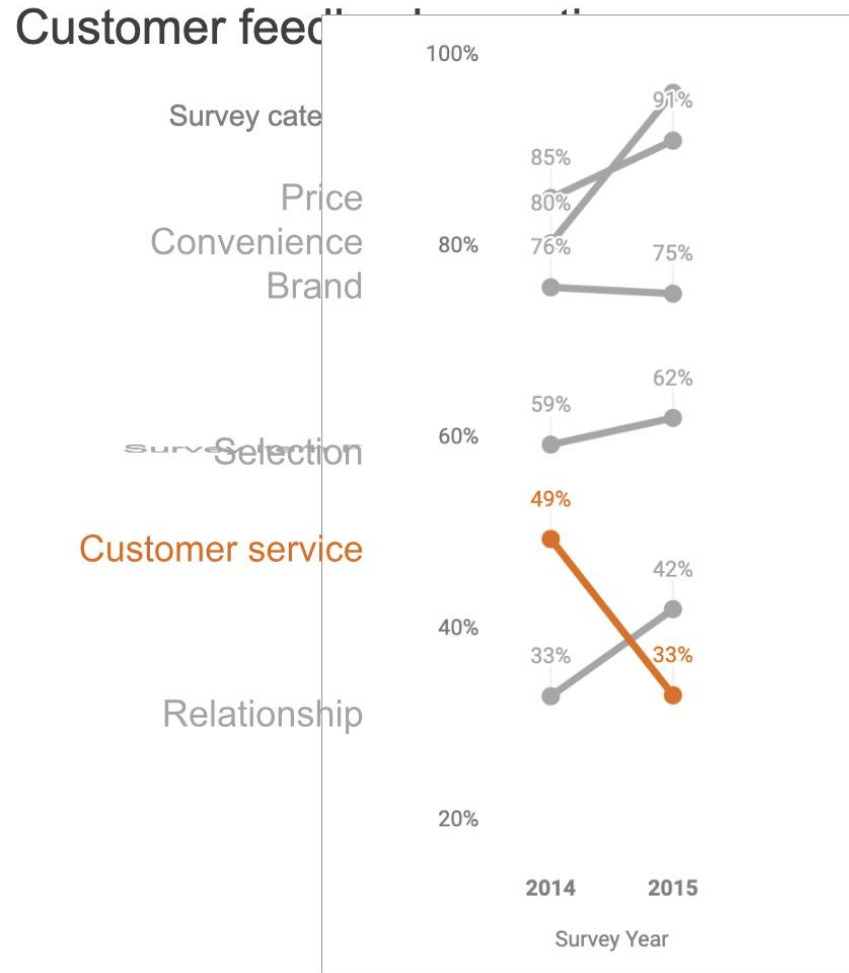 Customer feed
100%
Survey cate
91%
85%
Price
80%
Convenience
80%
76%
75%
Brand
62%
59%
60%
Selection
49%
Customer service
42%
40%
33%
33%
Relationship
20%
2014 2015
Survey Year